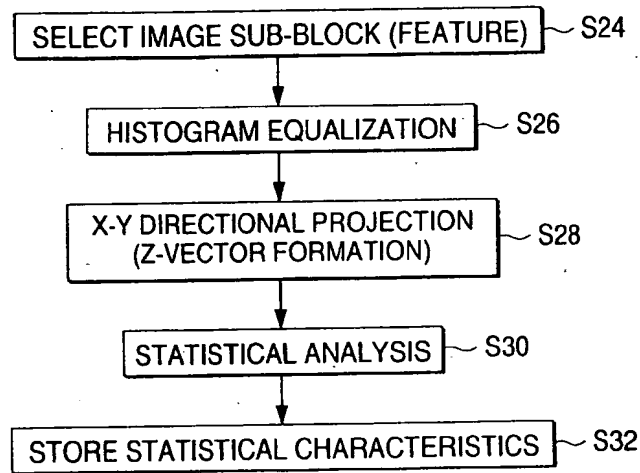 SELECT IMAGE SUB-BLOCK (FEATURE) S24
HISTOGRAM EQUALIZATION S26
X-Y DIRECTIONAL PROJECTION
(Z-VECTOR FORMATION) S28
STATISTICAL ANALYSIS S30
STORE STATISTICAL CHARACTERISTICS S32